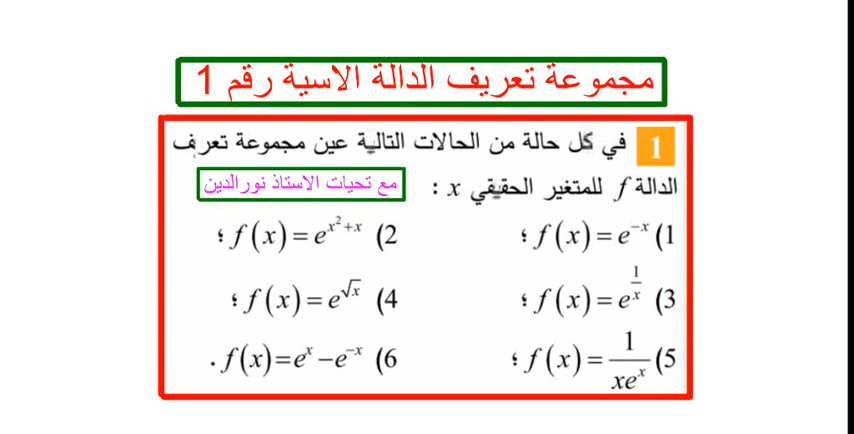 مجموعة تعريف الدالة الاسية رقم 1
1 في كل حالة من الحالات التالية عين مجموعة تعريف
الدالة f للمتغير الحقيقي x :
مع تحيات الاستاذ نورالدين
1) f(x) = e^{-x} ؛ 2) f(x) = e^{x^2+x} ؛
3) f(x) = e^{\frac{1}{x}} ؛ 4) f(x) = e^{\sqrt{x}} ؛
5) f(x) = \frac{1}{xe^x} ؛ 6) f(x) = e^x - e^{-x} .